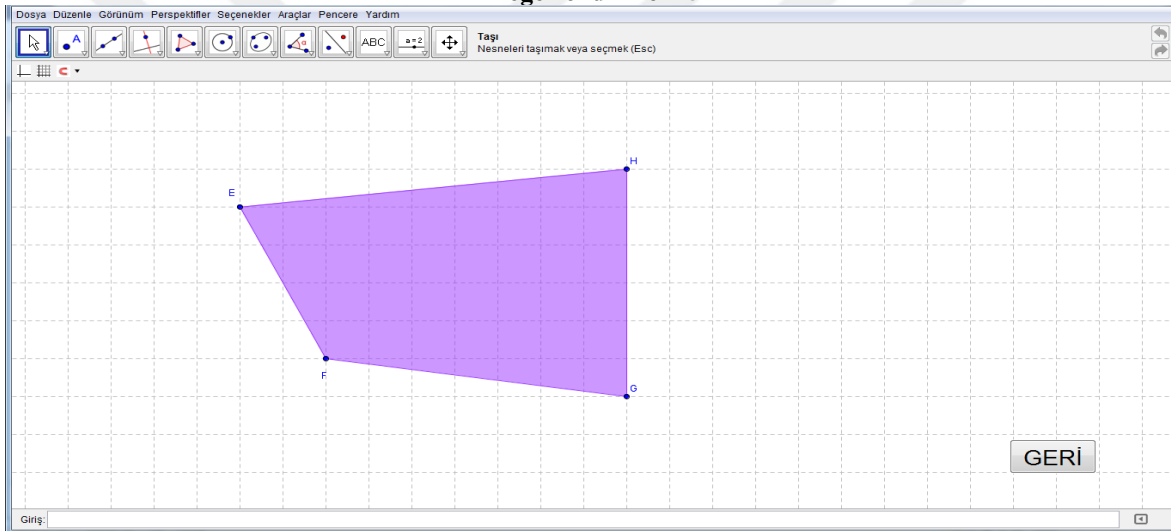 Dosya Düzenle Görünüm Perspektifler Seçenekler Araçlar Pencere Yardım
A
α
ABC
a = 2
Taşı
Nesneleri taşımak veya seçmek (Esc)
H
E
F
G
GERİ
Giriş: